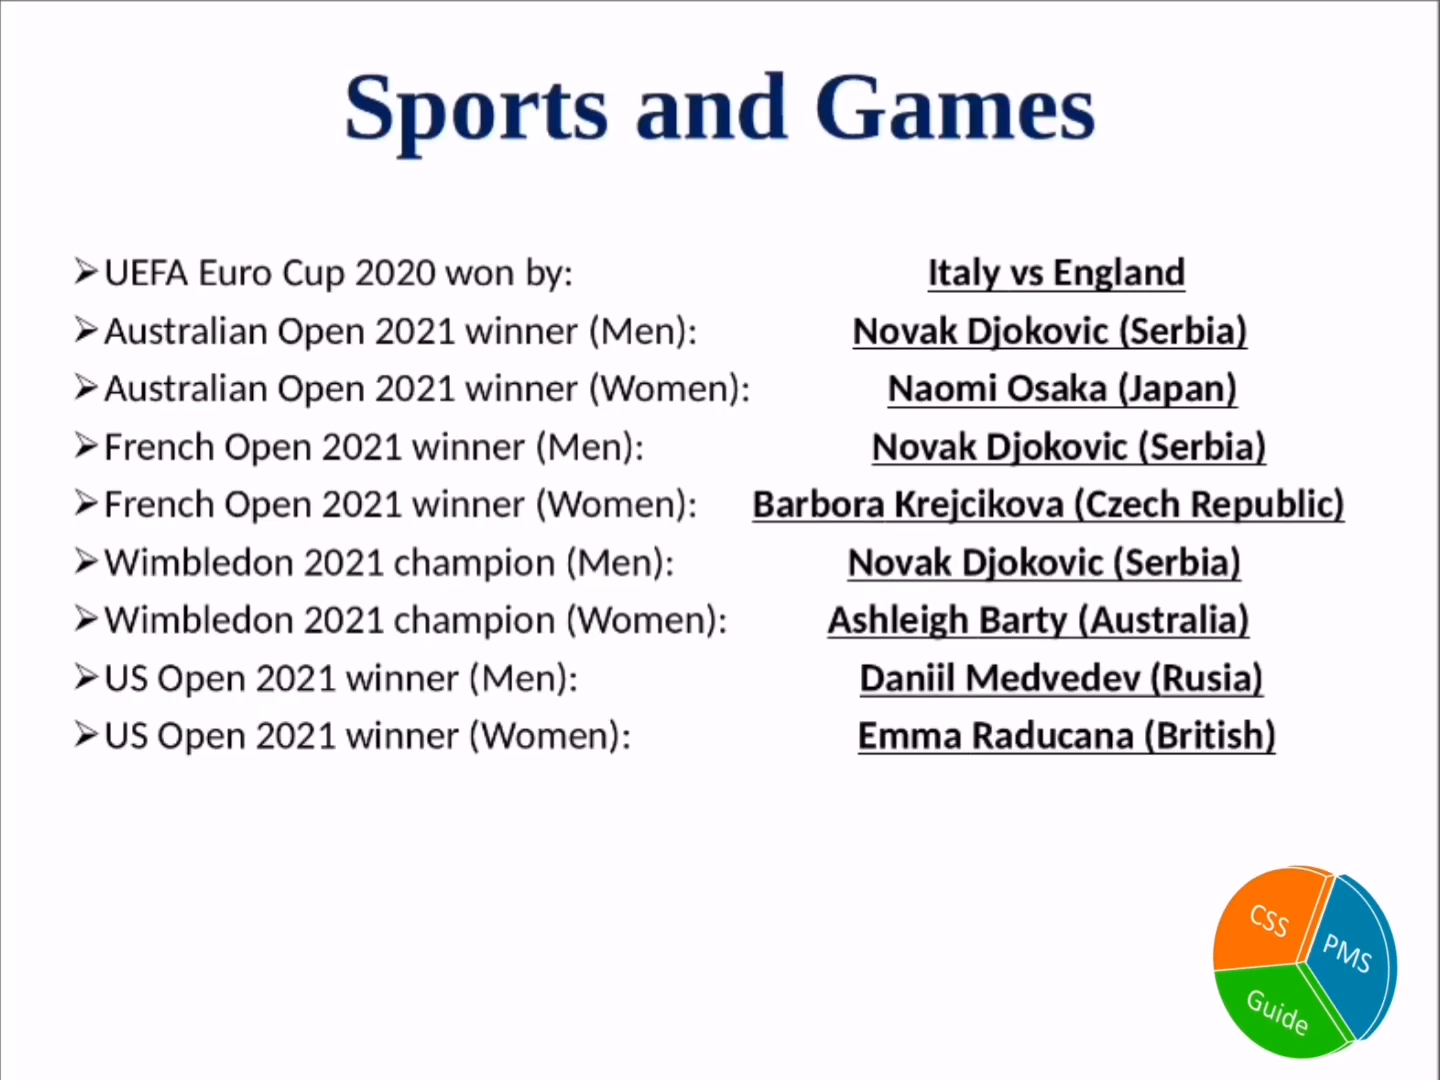 Sports and Games
➢UEFA Euro Cup 2020 won by: Italy vs England
➢Australian Open 2021 winner (Men): Novak Djokovic (Serbia)
➢Australian Open 2021 winner (Women): Naomi Osaka (Japan)
➢French Open 2021 winner (Men): Novak Djokovic (Serbia)
➢French Open 2021 winner (Women): Barbora Krejcikova (Czech Republic)
➢Wimbledon 2021 champion (Men): Novak Djokovic (Serbia)
➢Wimbledon 2021 champion (Women): Ashleigh Barty (Australia)
➢US Open 2021 winner (Men): Daniil Medvedev (Rusia)
➢US Open 2021 winner (Women): Emma Raducana (British)
CSS
PMS
Guide